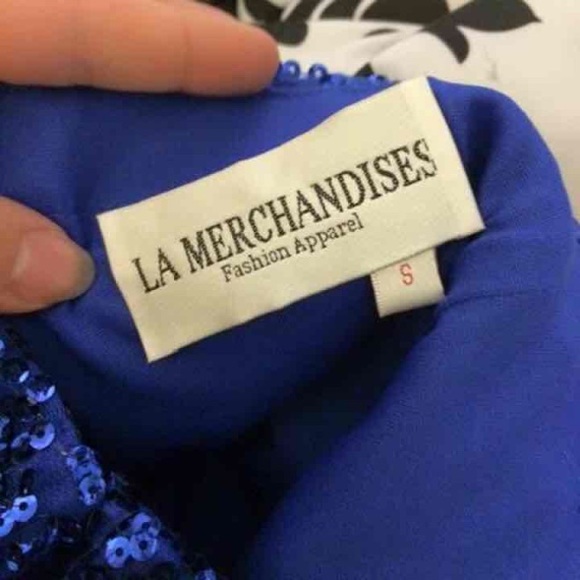 LA MERCHANDISES
Fashion Apparel
S